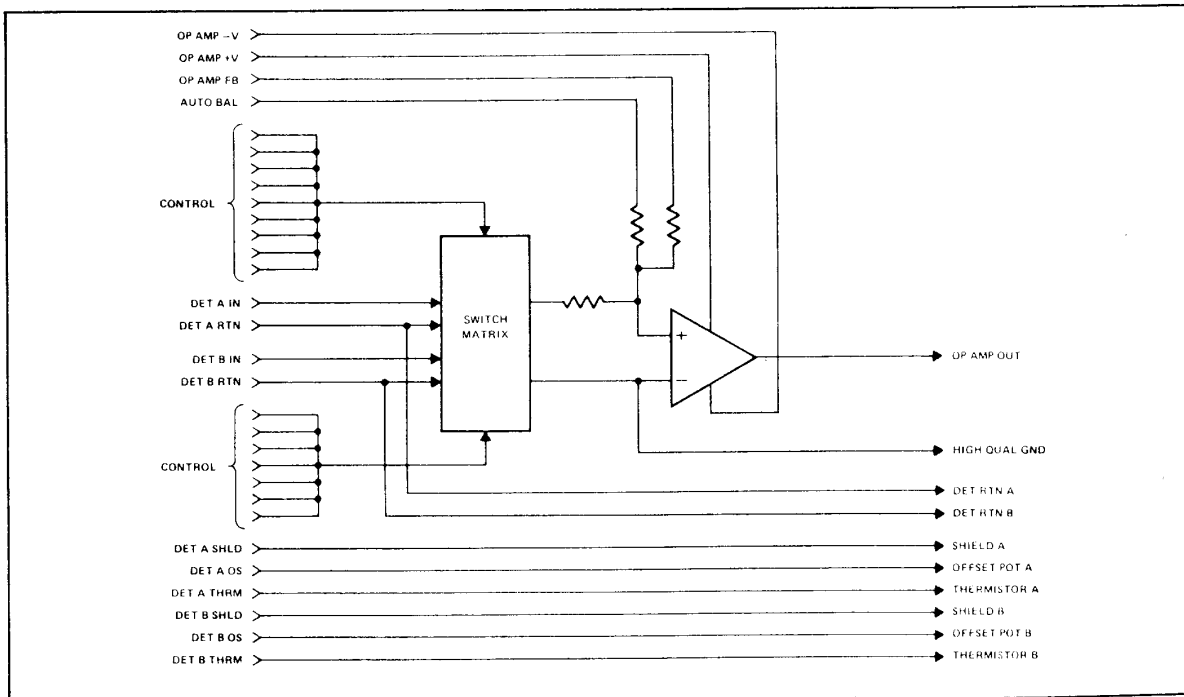 OP AMP –V
OP AMP +V
OP AMP FB
AUTO BAL
CONTROL
DET A IN
DET A RTN
DET B IN
DET B RTN
SWITCH
MATRIX
+
–
OP AMP OUT
CONTROL
HIGH QUAL GND
DET RTN A
DET RTN B
DET A SHLD
SHIELD A
DET A OS
OFFSET POT A
DET A THRM
THERMISTOR A
DET B SHLD
SHIELD B
DET B OS
OFFSET POT B
DET B THRM
THERMISTOR B